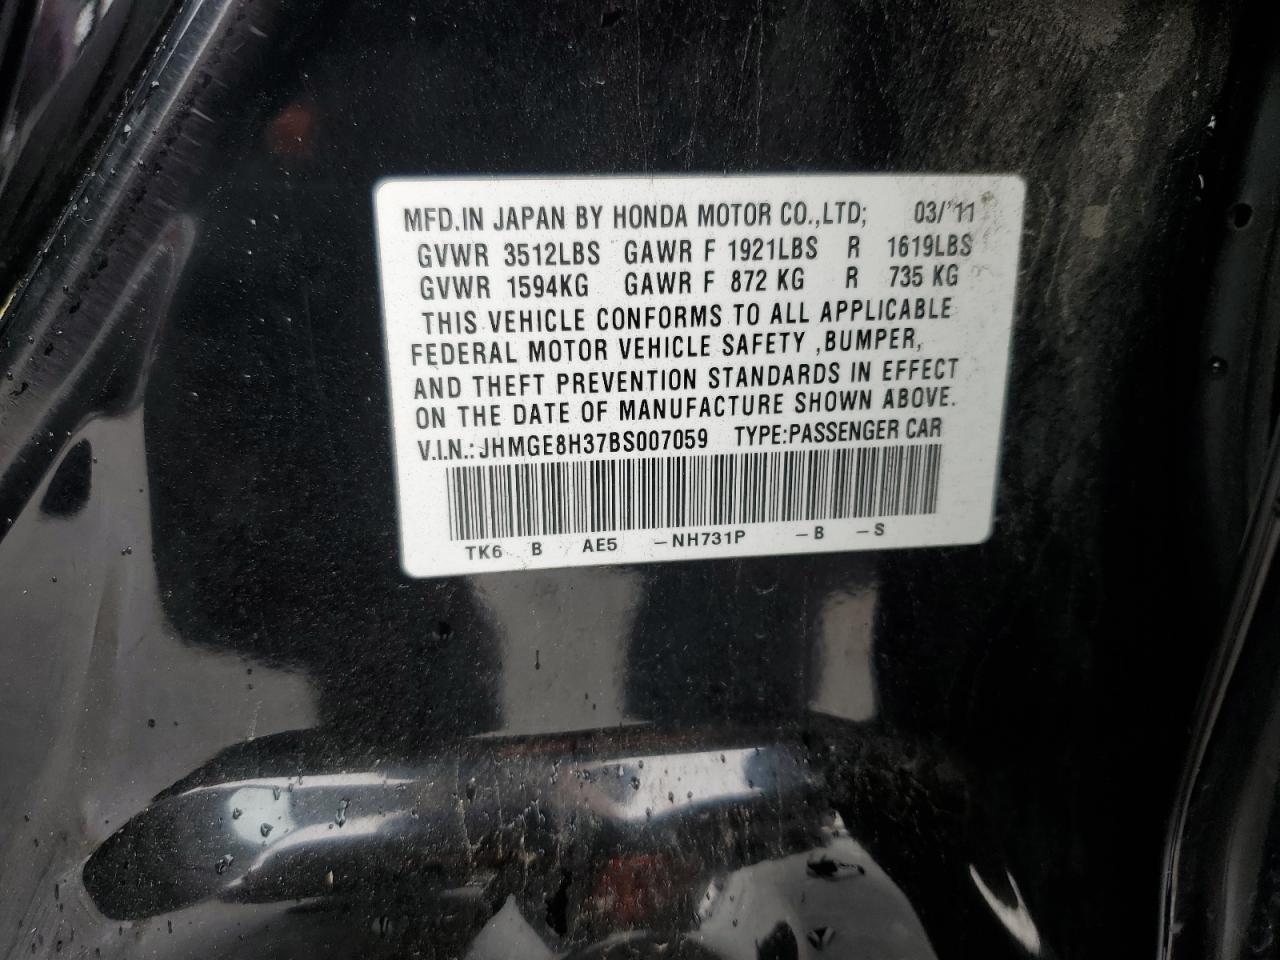 MFD.IN JAPAN BY HONDA MOTOR CO.,LTD; 03/'11
GVWR 3512LBS GAWR F 1921LBS R 1619LBS
GVWR 1594KG GAWR F 872 KG R 735 KG
THIS VEHICLE CONFORMS TO ALL APPLICABLE
FEDERAL MOTOR VEHICLE SAFETY ,BUMPER,
AND THEFT PREVENTION STANDARDS IN EFFECT
ON THE DATE OF MANUFACTURE SHOWN ABOVE.
V.I.N.: JHMGE8H37BS007059 TYPE:PASSENGER CAR
TK6 B AE5 –NH731P –B –S